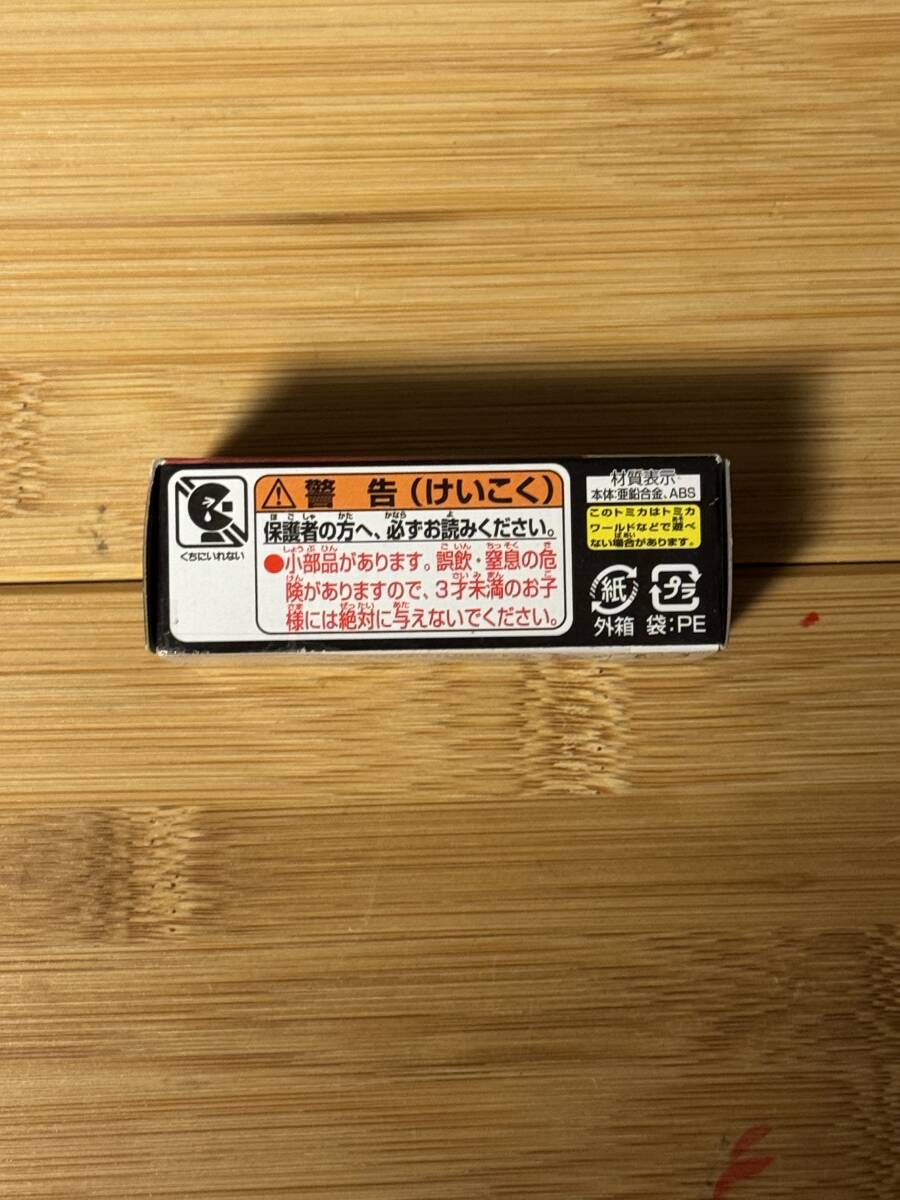 くちにいれない
警 告(けいこく)
保護者の方へ、必ずお読みください。
●小部品があります。誤飲・窒息の危
険がありますので、3才未満のお子
様には絶対に与えないでください。
材質表示
本体:亜鉛合金、ABS
このトミカはトミカ
ワールドなどで遊べ
ない場合があります。
紙 プラ
外箱 袋:PE